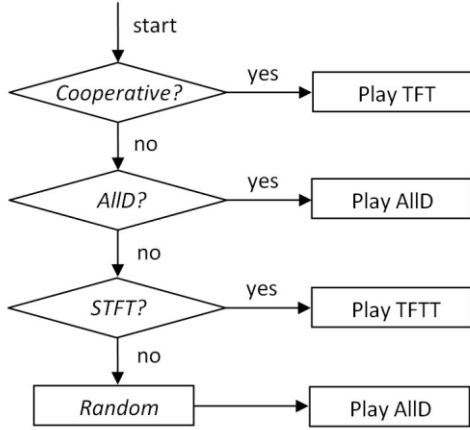 start
Cooperative?
yes
Play TFT
no
AllD?
yes
Play AllD
no
STFT?
yes
Play TFTT
no
Random
Play AllD